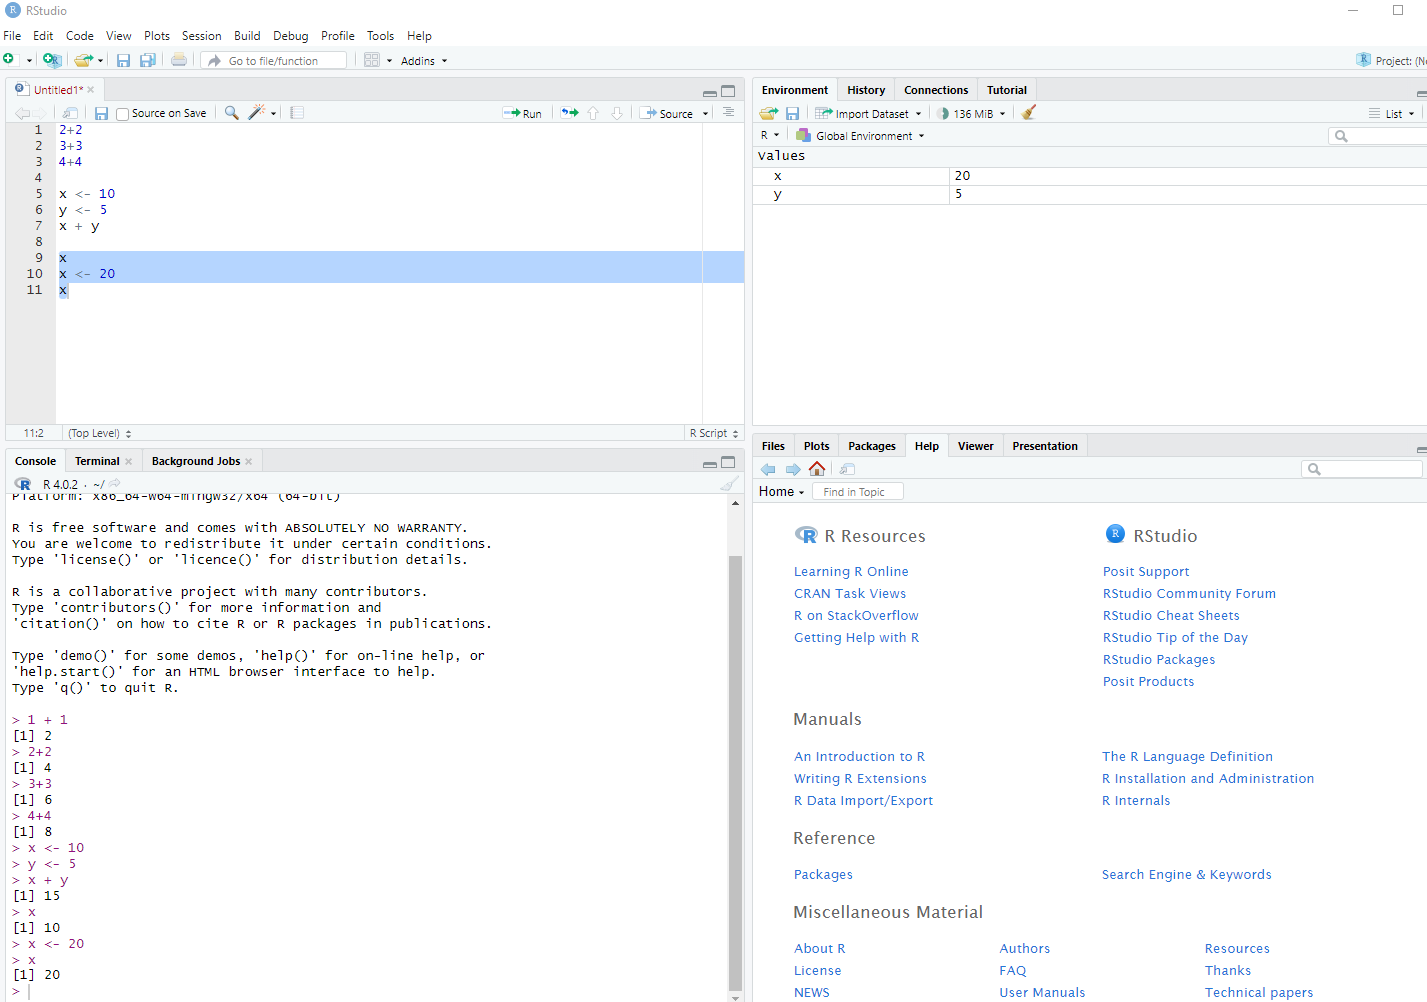 RStudio
File Edit Code View Plots Session Build Debug Profile Tools Help
Go to file/function Addins Project: (N
Untitled1*
Source on Save Run Source
1 2+2
2 3+3
3 4+4
4
5 x <- 10
6 y <- 5
7 x + y
8
9 x
10 x <- 20
11 x
11:2 (Top Level) R Script
Console Terminal Background Jobs
R 4.0.2 · ~/
Platform: x86_64-w64-mingw32/x64 (64-bit)
R is free software and comes with ABSOLUTELY NO WARRANTY.
You are welcome to redistribute it under certain conditions.
Type 'license()' or 'licence()' for distribution details.
R is a collaborative project with many contributors.
Type 'contributors()' for more information and
'citation()' on how to cite R or R packages in publications.
Type 'demo()' for some demos, 'help()' for on-line help, or
'help.start()' for an HTML browser interface to help.
Type 'q()' to quit R.
> 1 + 1
[1] 2
> 2+2
[1] 4
> 3+3
[1] 6
> 4+4
[1] 8
> x <- 10
> y <- 5
> x + y
[1] 15
> x
[1] 10
> x <- 20
> x
[1] 20
>
Environment History Connections Tutorial
Import Dataset 136 MiB List
R Global Environment
Values
x 20
y 5
Files Plots Packages Help Viewer Presentation
Home Find in Topic
R Resources RStudio
Learning R Online Posit Support
CRAN Task Views RStudio Community Forum
R on StackOverflow RStudio Cheat Sheets
Getting Help with R RStudio Tip of the Day
RStudio Packages
Posit Products
Manuals
An Introduction to R The R Language Definition
Writing R Extensions R Installation and Administration
R Data Import/Export R Internals
Reference
Packages Search Engine & Keywords
Miscellaneous Material
About R Authors Resources
License FAQ Thanks
NEWS User Manuals Technical papers